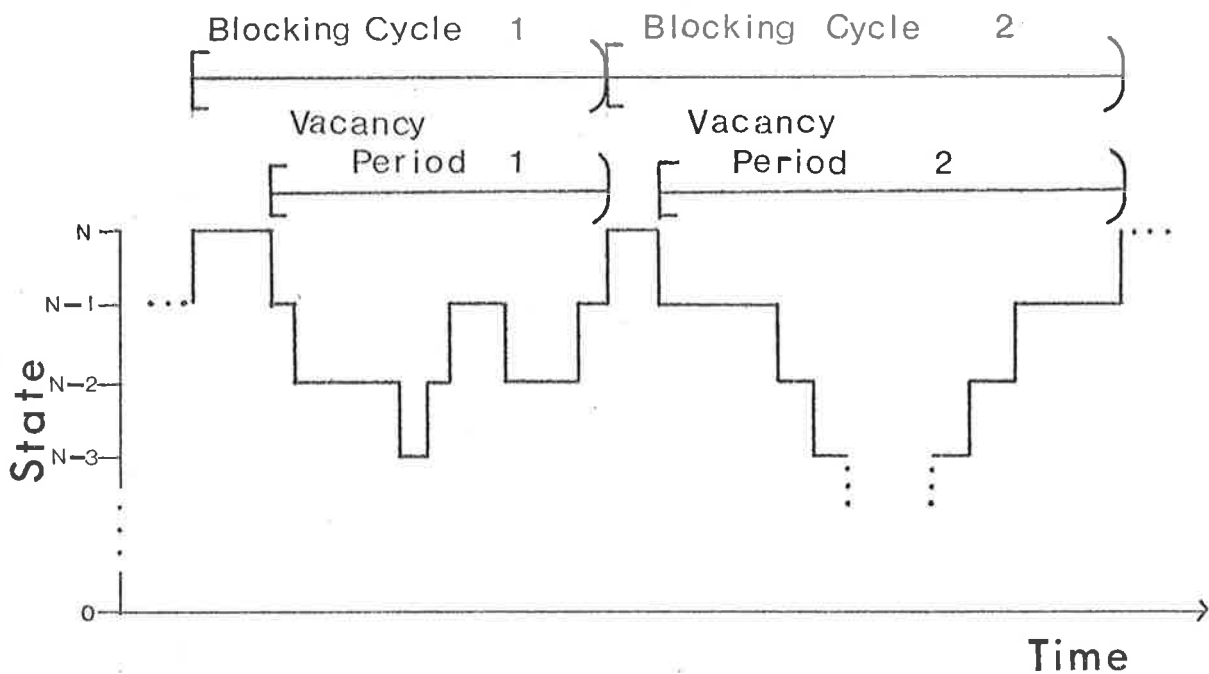 Blocking Cycle 1
Blocking Cycle 2
Vacancy
Period 1
Vacancy
Period 2
N
N-1
N-2
N-3
0
State
Time